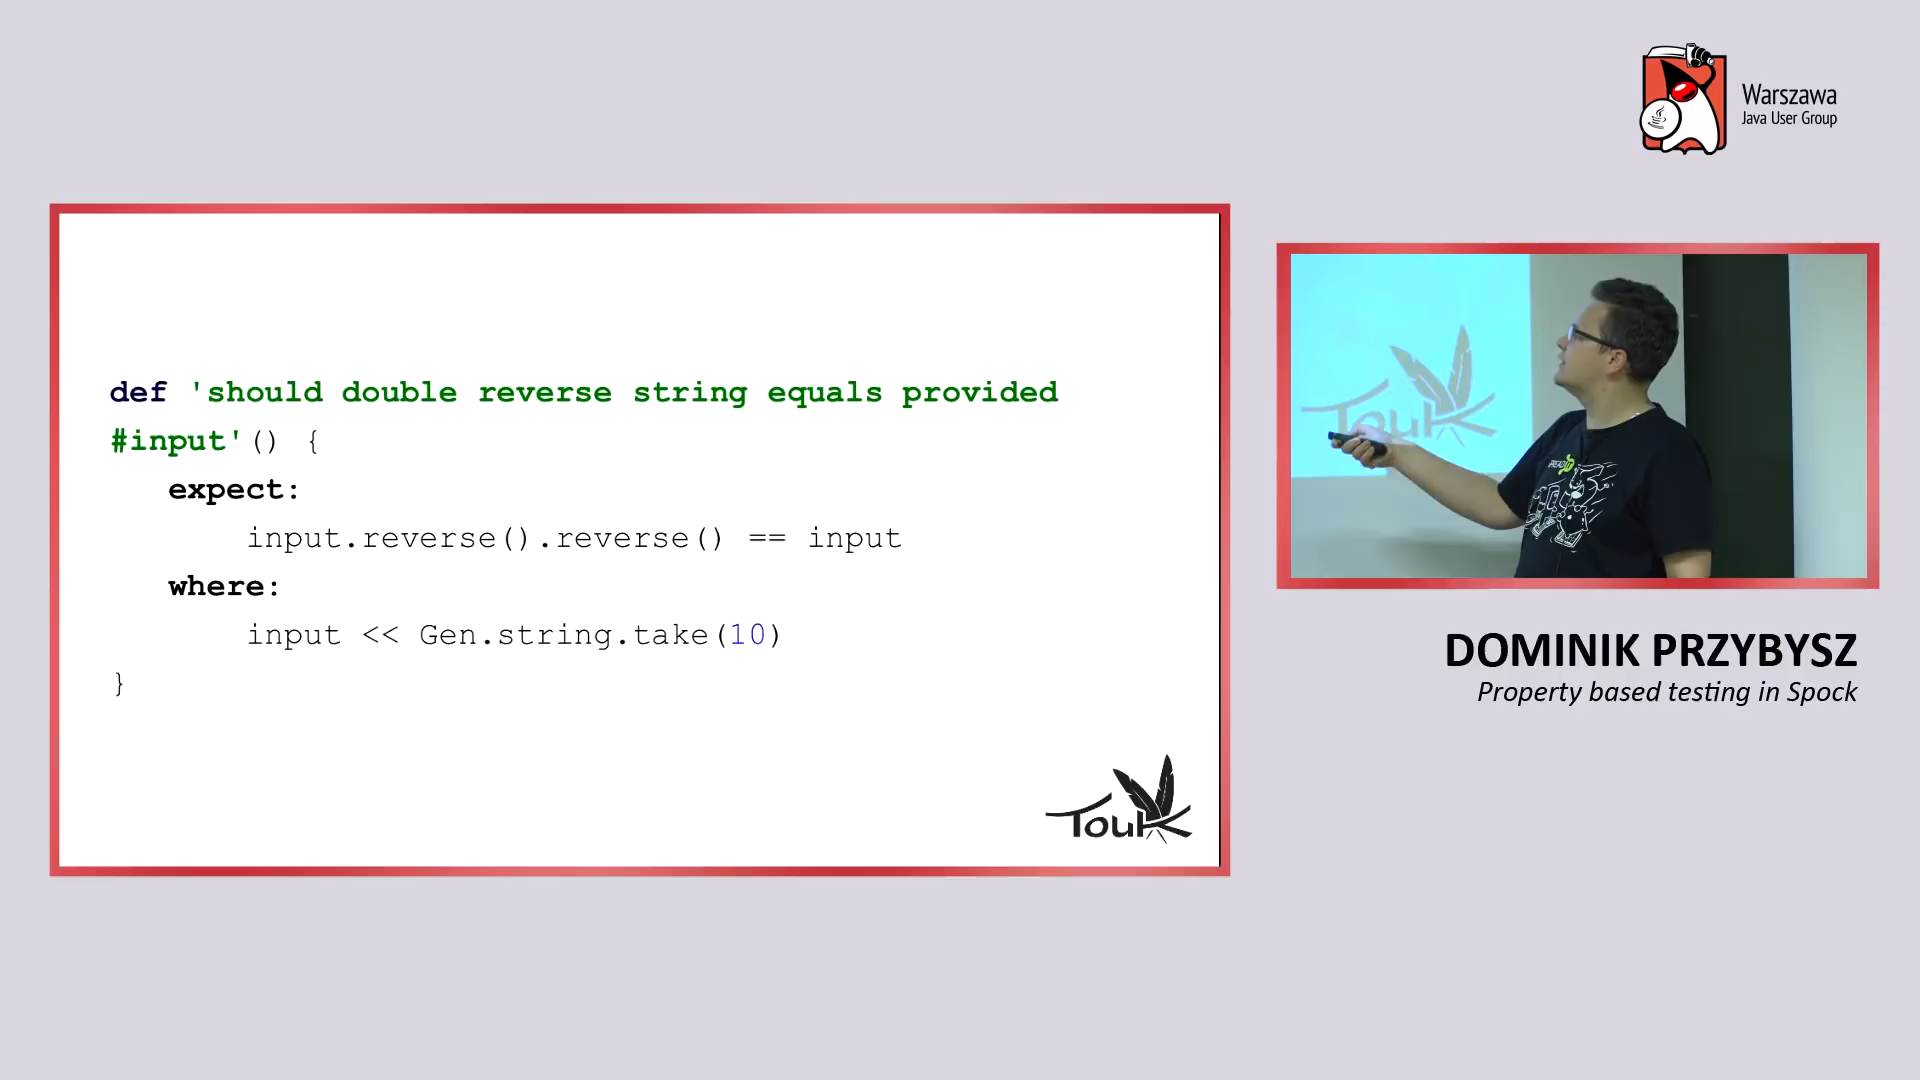 Warszawa
Java User Group
def 'should double reverse string equals provided
#input'() {
expect:
input.reverse().reverse() == input
where:
input << Gen.string.take(10)
}
Touk
Touk
DOMINIK PRZYBYSZ
Property based testing in Spock